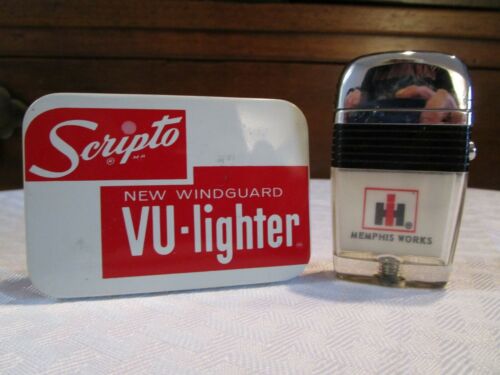 Scripto
NEW WINDGUARD
VU-lighter
IH
MEMPHIS WORKS